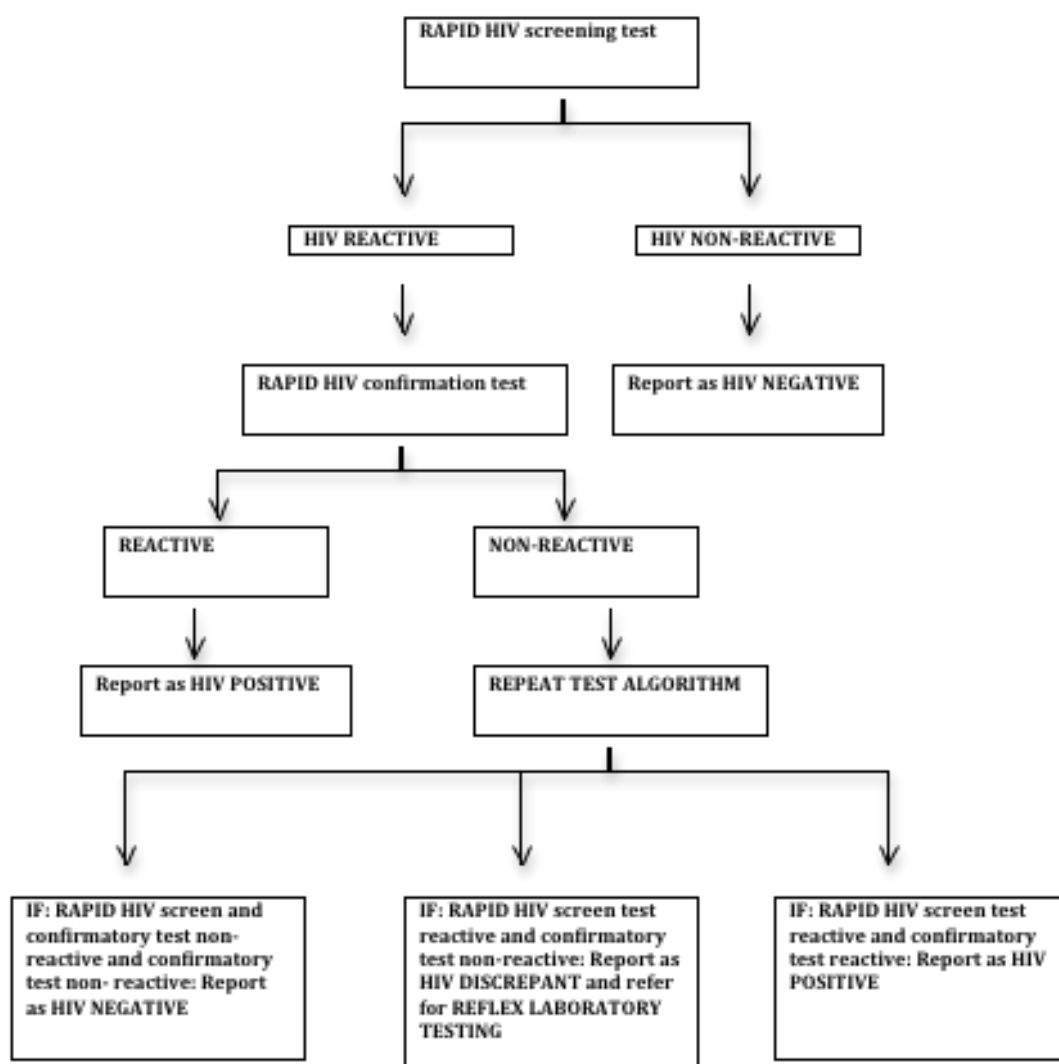 RAPID HIV screening test
HIV REACTIVE
HIV NON-REACTIVE
RAPID HIV confirmation test
Report as HIV NEGATIVE
REACTIVE
NON-REACTIVE
Report as HIV POSITIVE
REPEAT TEST ALGORITHM
IF: RAPID HIV screen and
confirmatory test non-
reactive and confirmatory
test non- reactive: Report
as HIV NEGATIVE
IF: RAPID HIV screen test
reactive and confirmatory
test non-reactive: Report as
HIV DISCREPANT and refer
for REFLEX LABORATORY
TESTING
IF: RAPID HIV screen test
reactive and confirmatory
test reactive: Report as HIV
POSITIVE